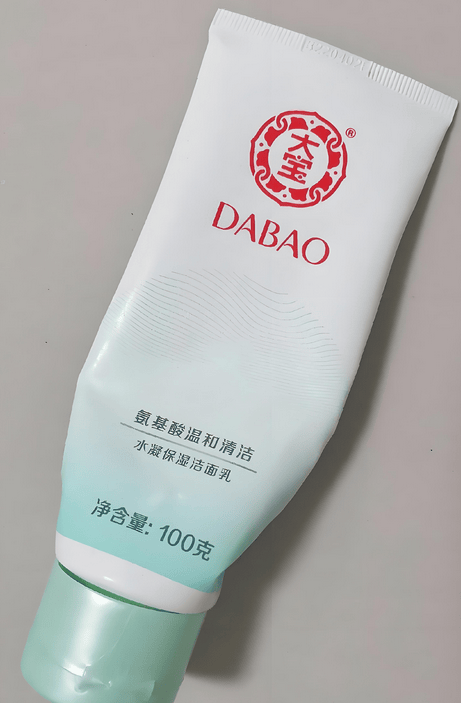 大宝
®
DABAO
氨基酸温和清洁
水凝保湿洁面乳
净含量: 100克